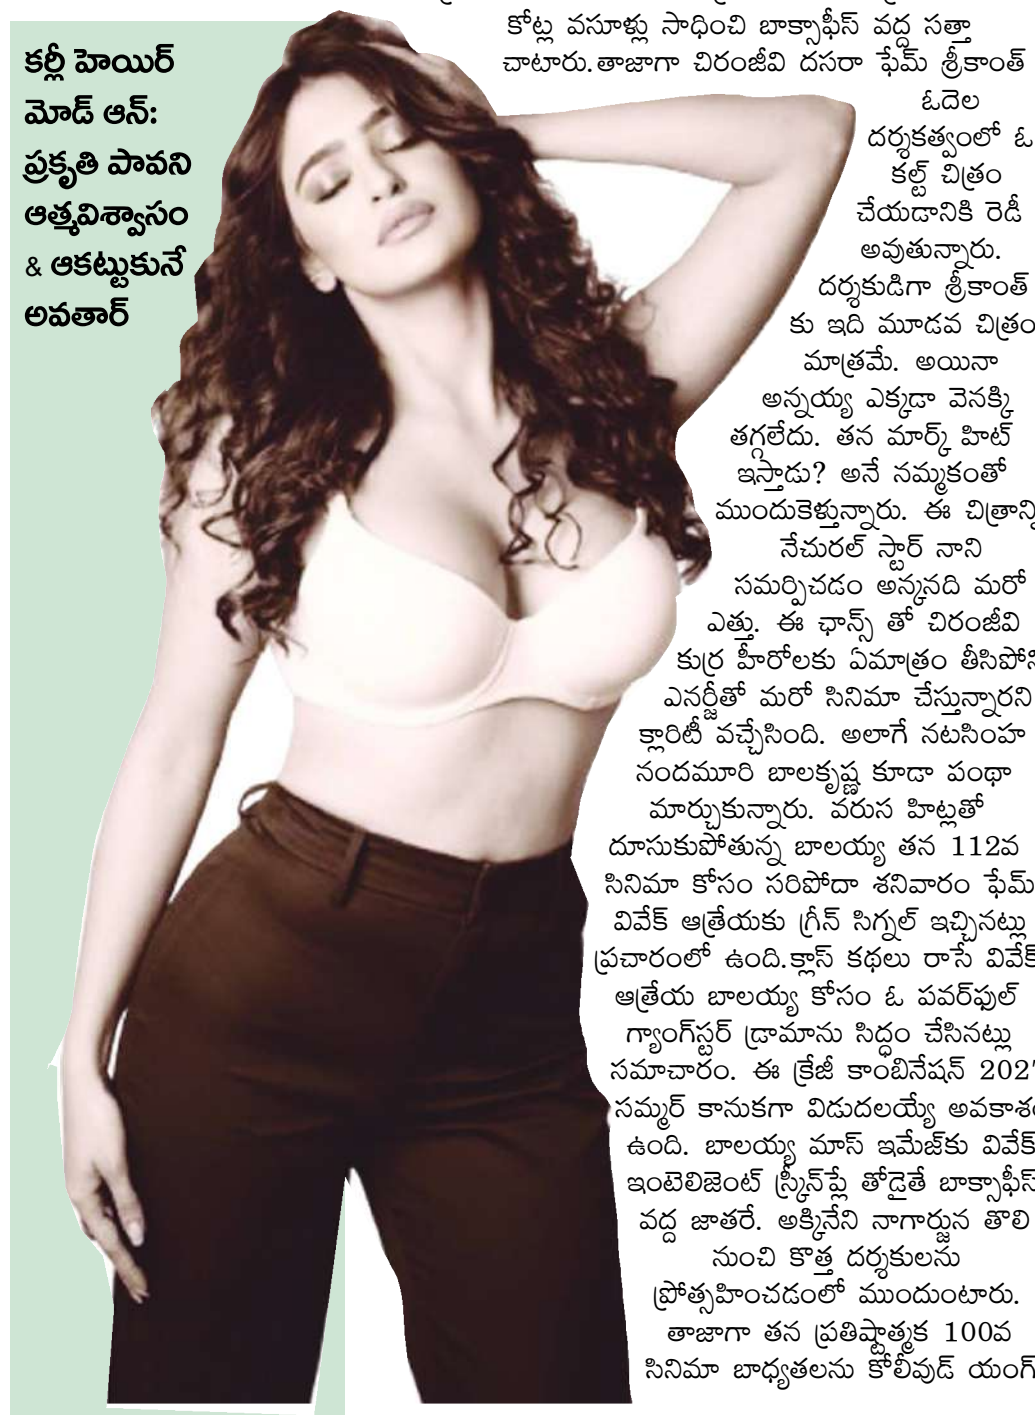 కర్లీ హెయిర్
మోడ్ ఆన్:
ప్రకృతి పావని
ఆత్మవిశ్వాసం
& ఆకట్టుకునే
అవతార్
కోట్ల వసూళ్లు సాధించి బాక్సాఫీస్ వద్ద సత్తా
చాటారు.తాజాగా చిరంజీవి దసరా ఫేమ్ శ్రీకాంత్
ఓదెల
దర్శకత్వంలో ఓ
కల్ట్ చిత్రం
చేయడానికి రెడీ
అవుతున్నారు.
దర్శకుడిగా శ్రీకాంత్
కు ఇది మూడవ చిత్రం
మాత్రమే. అయినా
అన్నయ్య ఎక్కడా వెనక్కి
తగ్గలేదు. తన మార్క్ హిట్
ఇస్తాడు? అనే నమ్మకంతో
ముందుకెళ్తున్నారు. ఈ చిత్రాన్ని
నేచురల్ స్టార్ నాని
సమర్పిచడం అన్కనది మరో
ఎత్తు. ఈ ఛాన్స్ తో చిరంజీవి
కుర్ర హీరోలకు ఏమాత్రం
ఎనర్జీతో మరో సినిమా చేస్తున్నారని
క్లారిటీ వచ్చేసింది. అలాగే నటసింహ
నందమూరి బాలకృష్ణ కూడా పంథా
మార్చుకున్నారు. వరుస హిట్లతో
దూసుకుపోతున్న బాలయ్య తన 112వ
సినిమా కోసం సరిపోదా శనివారం ఫేమ్
వివేక్ ఆత్రేయకు గ్రీన్ సిగ్నల్ ఇచ్చినట్లు
ప్రచారంలో ఉంది.క్లాస్ కథలు రాసే వివేక్
ఆత్రేయ బాలయ్య కోసం ఓ పవర్‌ఫుల్
గ్యాంగ్‌స్టర్ డ్రామాను సిద్ధం చేసినట్లు
సమాచారం. ఈ క్రేజీ కాంబినేషన్
సమ్మర్ కానుకగా విడుదలయ్యే అవకాశం
ఉంది. బాలయ్య మాస్ ఇమేజ్‌కు వివేక్
ఇంటెలిజెంట్ స్క్రీన్‌ప్లే తోడైతే బాక్సాఫీస్
వద్ద జాతరే. అక్కినేని నాగార్జున తొలి
నుంచి కొత్త దర్శకులను
ప్రోత్సహించడంలో ముందుంటారు.
తాజాగా తన ప్రతిష్టాత్మక 100వ
సినిమా బాధ్యతలను కోలీవుడ్ యంగ్